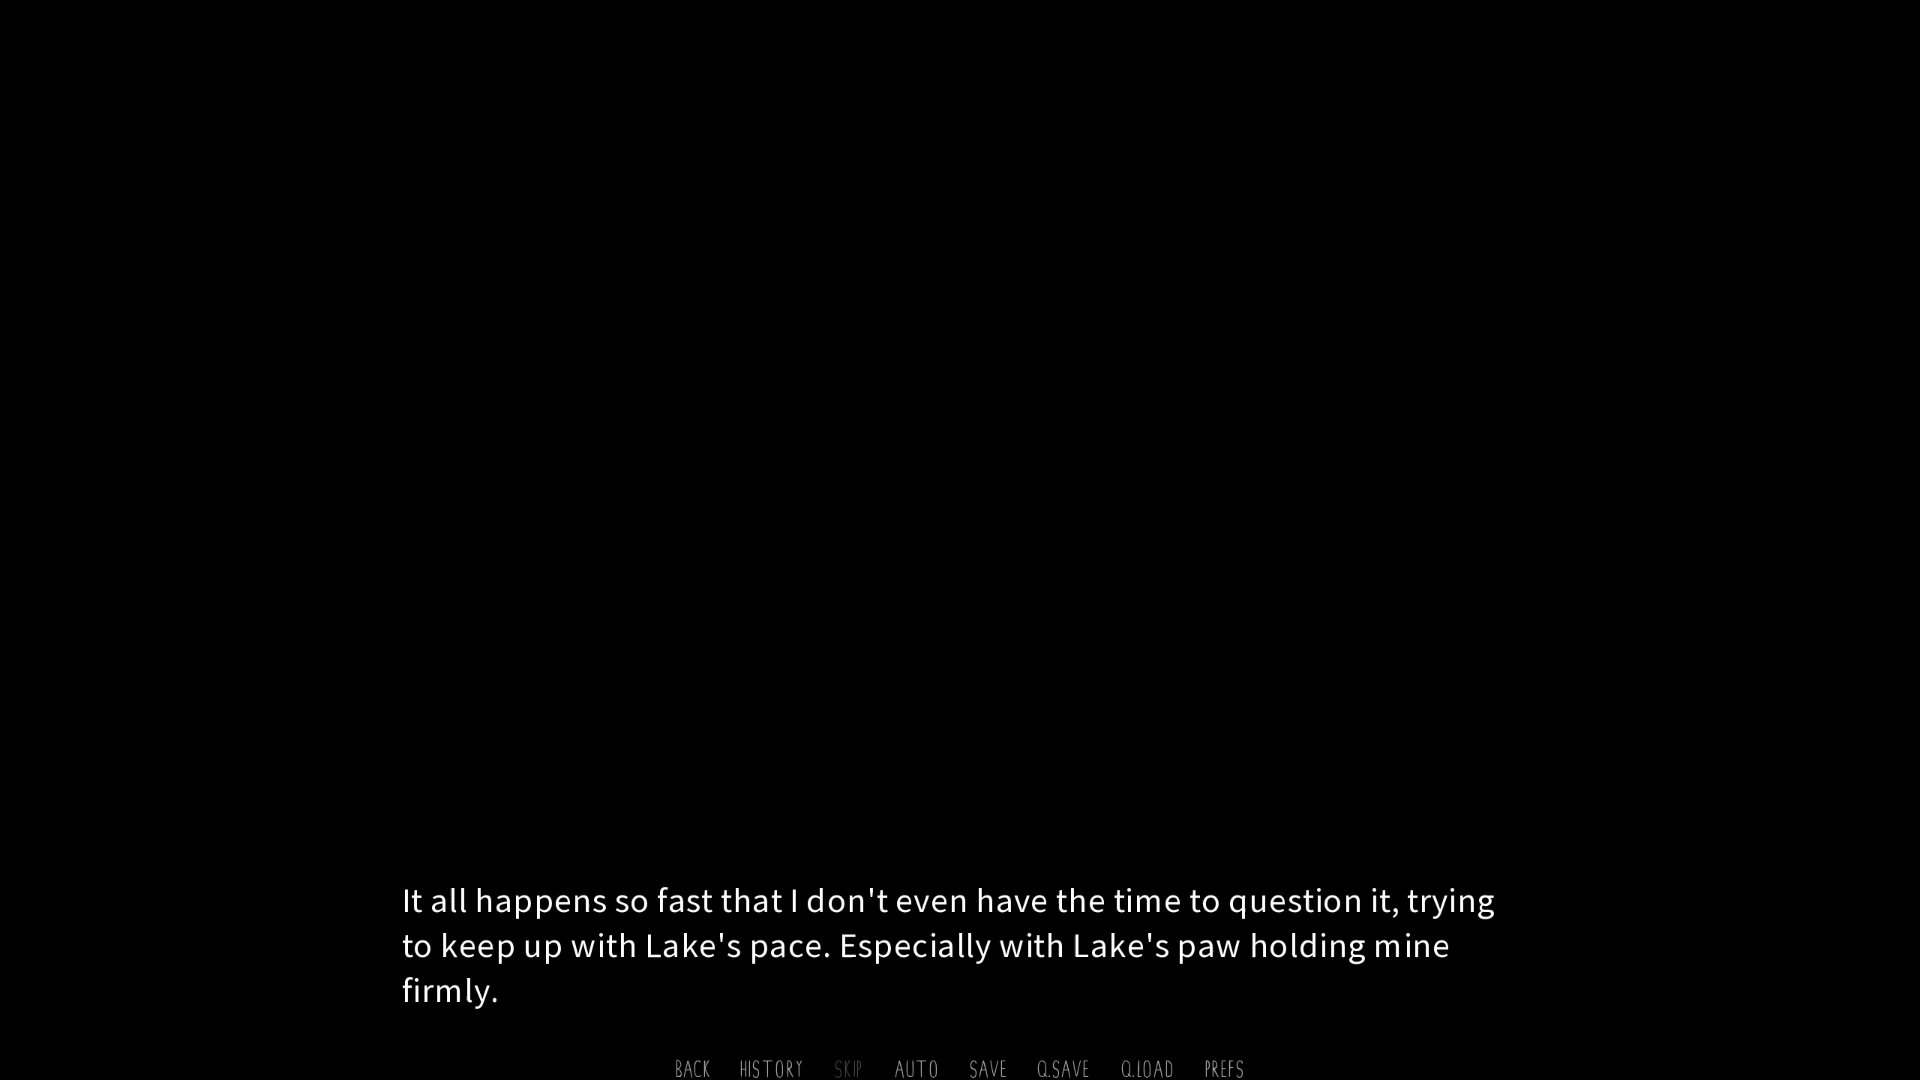 It all happens so fast that I don't even have the time to question it, trying
to keep up with Lake's pace. Especially with Lake's paw holding mine
firmly.
BACK HISTORY SKIP AUTO SAVE Q.SAVE Q.LOAD PREFS